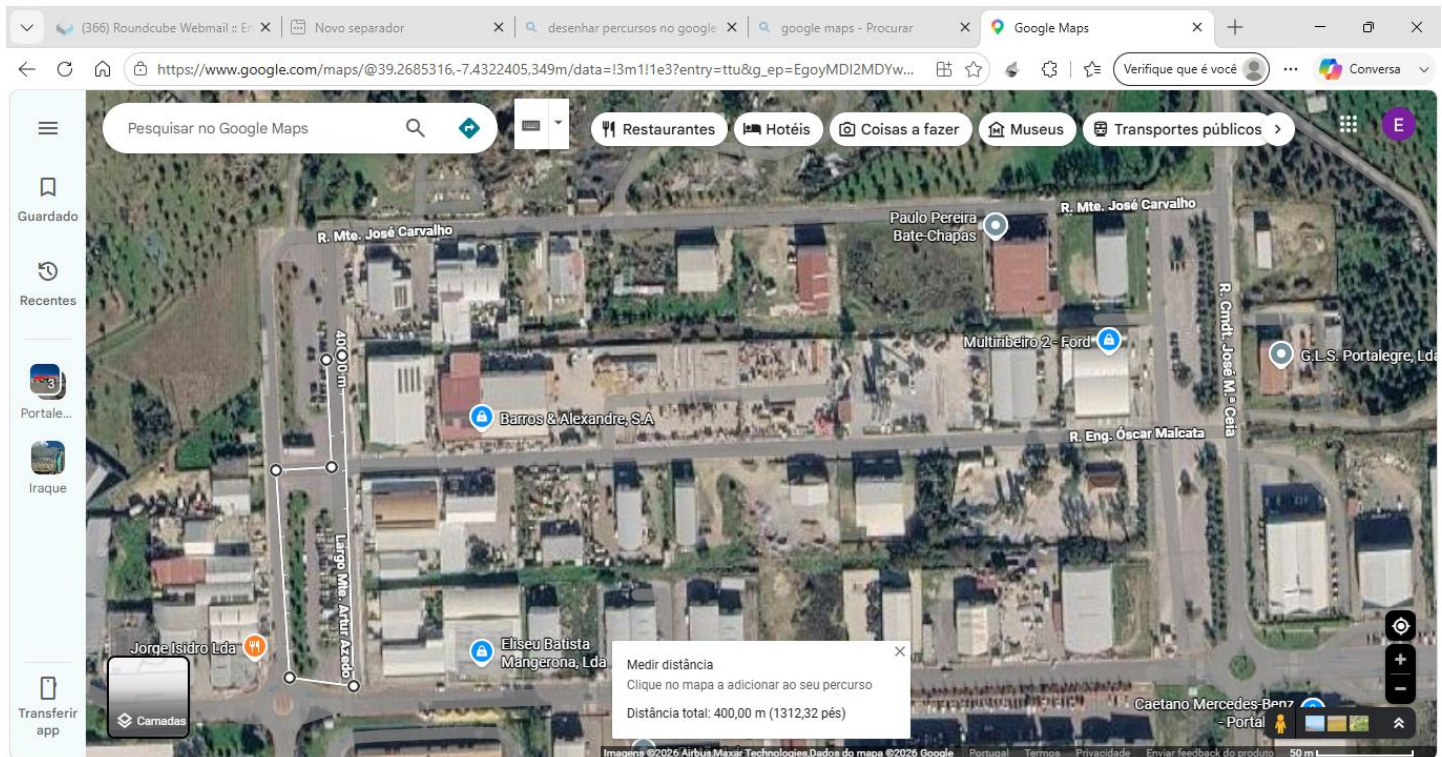 (366) Roundcube Webmail :: En
Novo separador
desenhar percursos no google
google maps - Procurar
Google Maps
https://www.google.com/maps/@39.2685316,-7.4322405,349m/data=!3m1!1e3?entry=ttu&g_ep=EgoyMDI2MDYw...
Verifique que é você
Conversa
Pesquisar no Google Maps
Restaurantes
Hotéis
Coisas a fazer
Museus
Transportes públicos
E
Guardado
Recentes
3
Portale...
Iraque
Transferir
app
R. Mte. José Carvalho
Paulo Pereira
Bate-Chapas
R. Mte. José Carvalho
R. Cmdt. José M.ª Ceia
400,00 m
Multiribeiro 2 - Ford
G.L.S. Portalegre, Lda
Barros & Alexandre, S.A
R. Eng. Óscar Malcata
Largo Mte. Artur Azedo
Jorge Isidro Lda
Eliseu Batista
Mangerona, Lda
Medir distância
Clique no mapa a adicionar ao seu percurso
Distância total: 400,00 m (1312,32 pés)
Caetano Mercedes-Benz
- Portal
Camadas
Imagens ©2026 Airbus,Maxar Technologies,Dados do mapa ©2026 Google
Portugal
Termos
Privacidade
Enviar feedback do produto
50 m